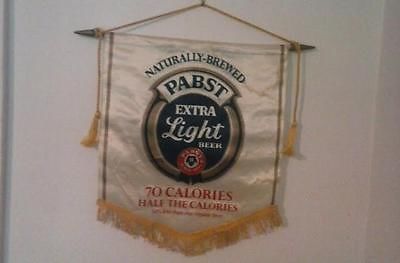 NATURALLY-BREWED
PABST
EXTRA
Light
BEER
70 CALORIES
HALF THE CALORIES